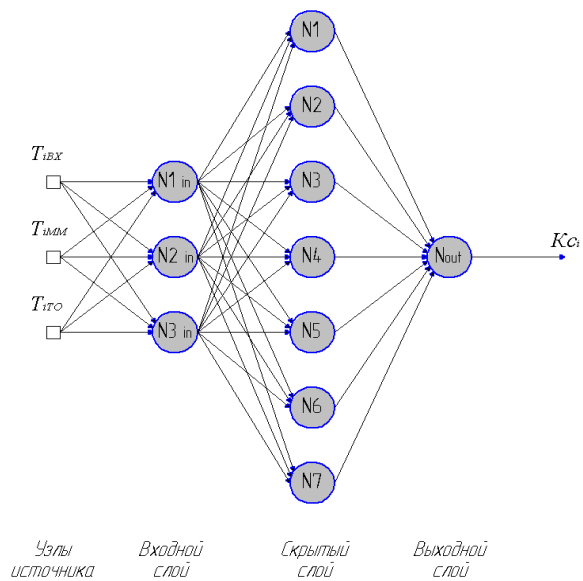 N1
N2
TiВХ
N1 in
N3
TiММ
N2 in
N4
Nout
Kci
TiТО
N3 in
N5
N6
N7
Узлы источника
Входной слой
Скрытый слой
Выходной слой